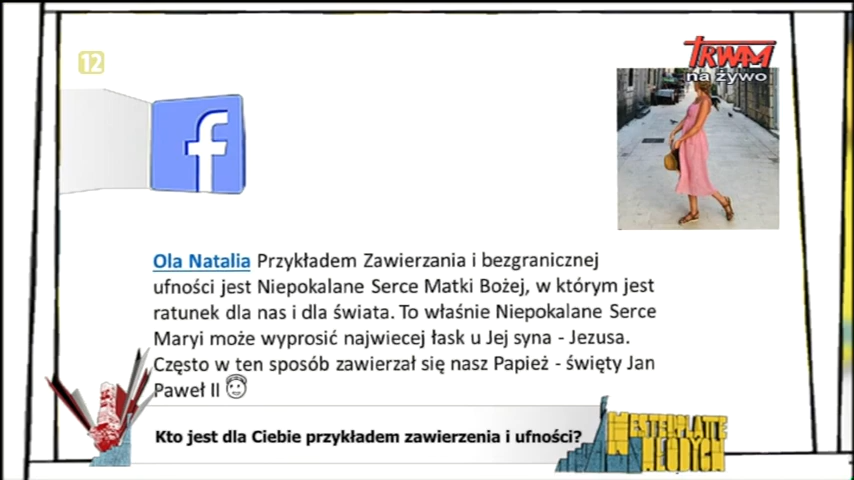 12
TRWAM
na żywo
f
Ola Natalia Przykładem Zawierzania i bezgranicznej
ufności jest Niepokalane Serce Matki Bożej, w którym jest
ratunek dla nas i dla świata. To właśnie Niepokalane Serce
Maryi może wyprosić najwiecej łask u Jej syna - Jezusa.
Często w ten sposób zawierzał się nasz Papież - święty Jan
Paweł II
Kto jest dla Ciebie przykładem zawierzenia i ufności?
WESTERPLATTE
MŁODYCH